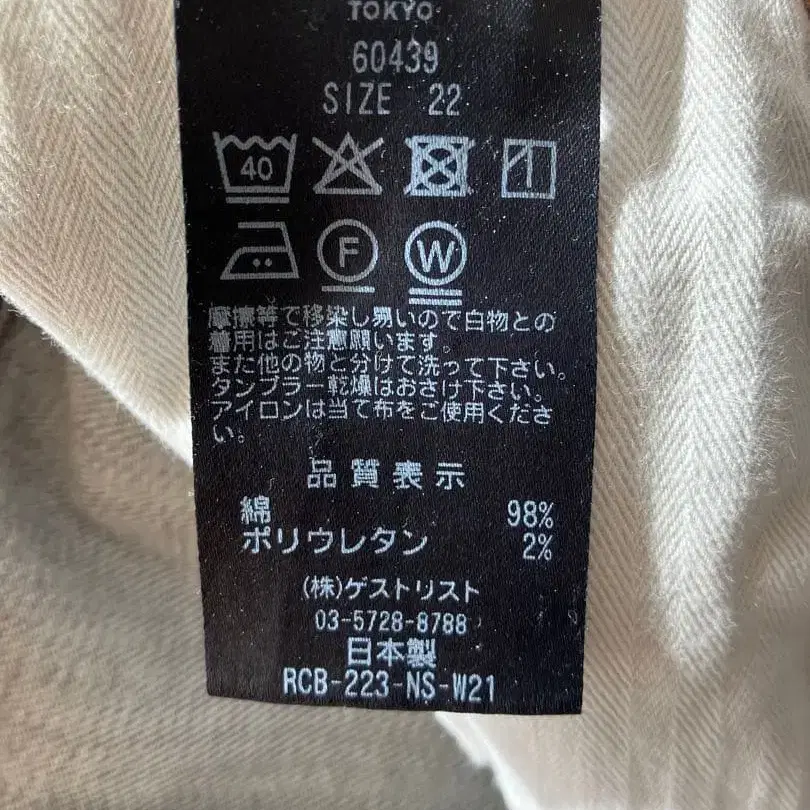 TOKYO
60439
SIZE 22
40
F W
摩擦等で移染し易いので白物との
着用はご注意願います。
また他の物と分けて洗って下さい。
タンブラー乾燥はおさけ下さい。
アイロンは当て布をご使用くださ
い。
品質表示
綿 98%
ポリウレタン 2%
(株)ゲストリスト
03-5728-8788
日本製
RCB-223-NS-W21